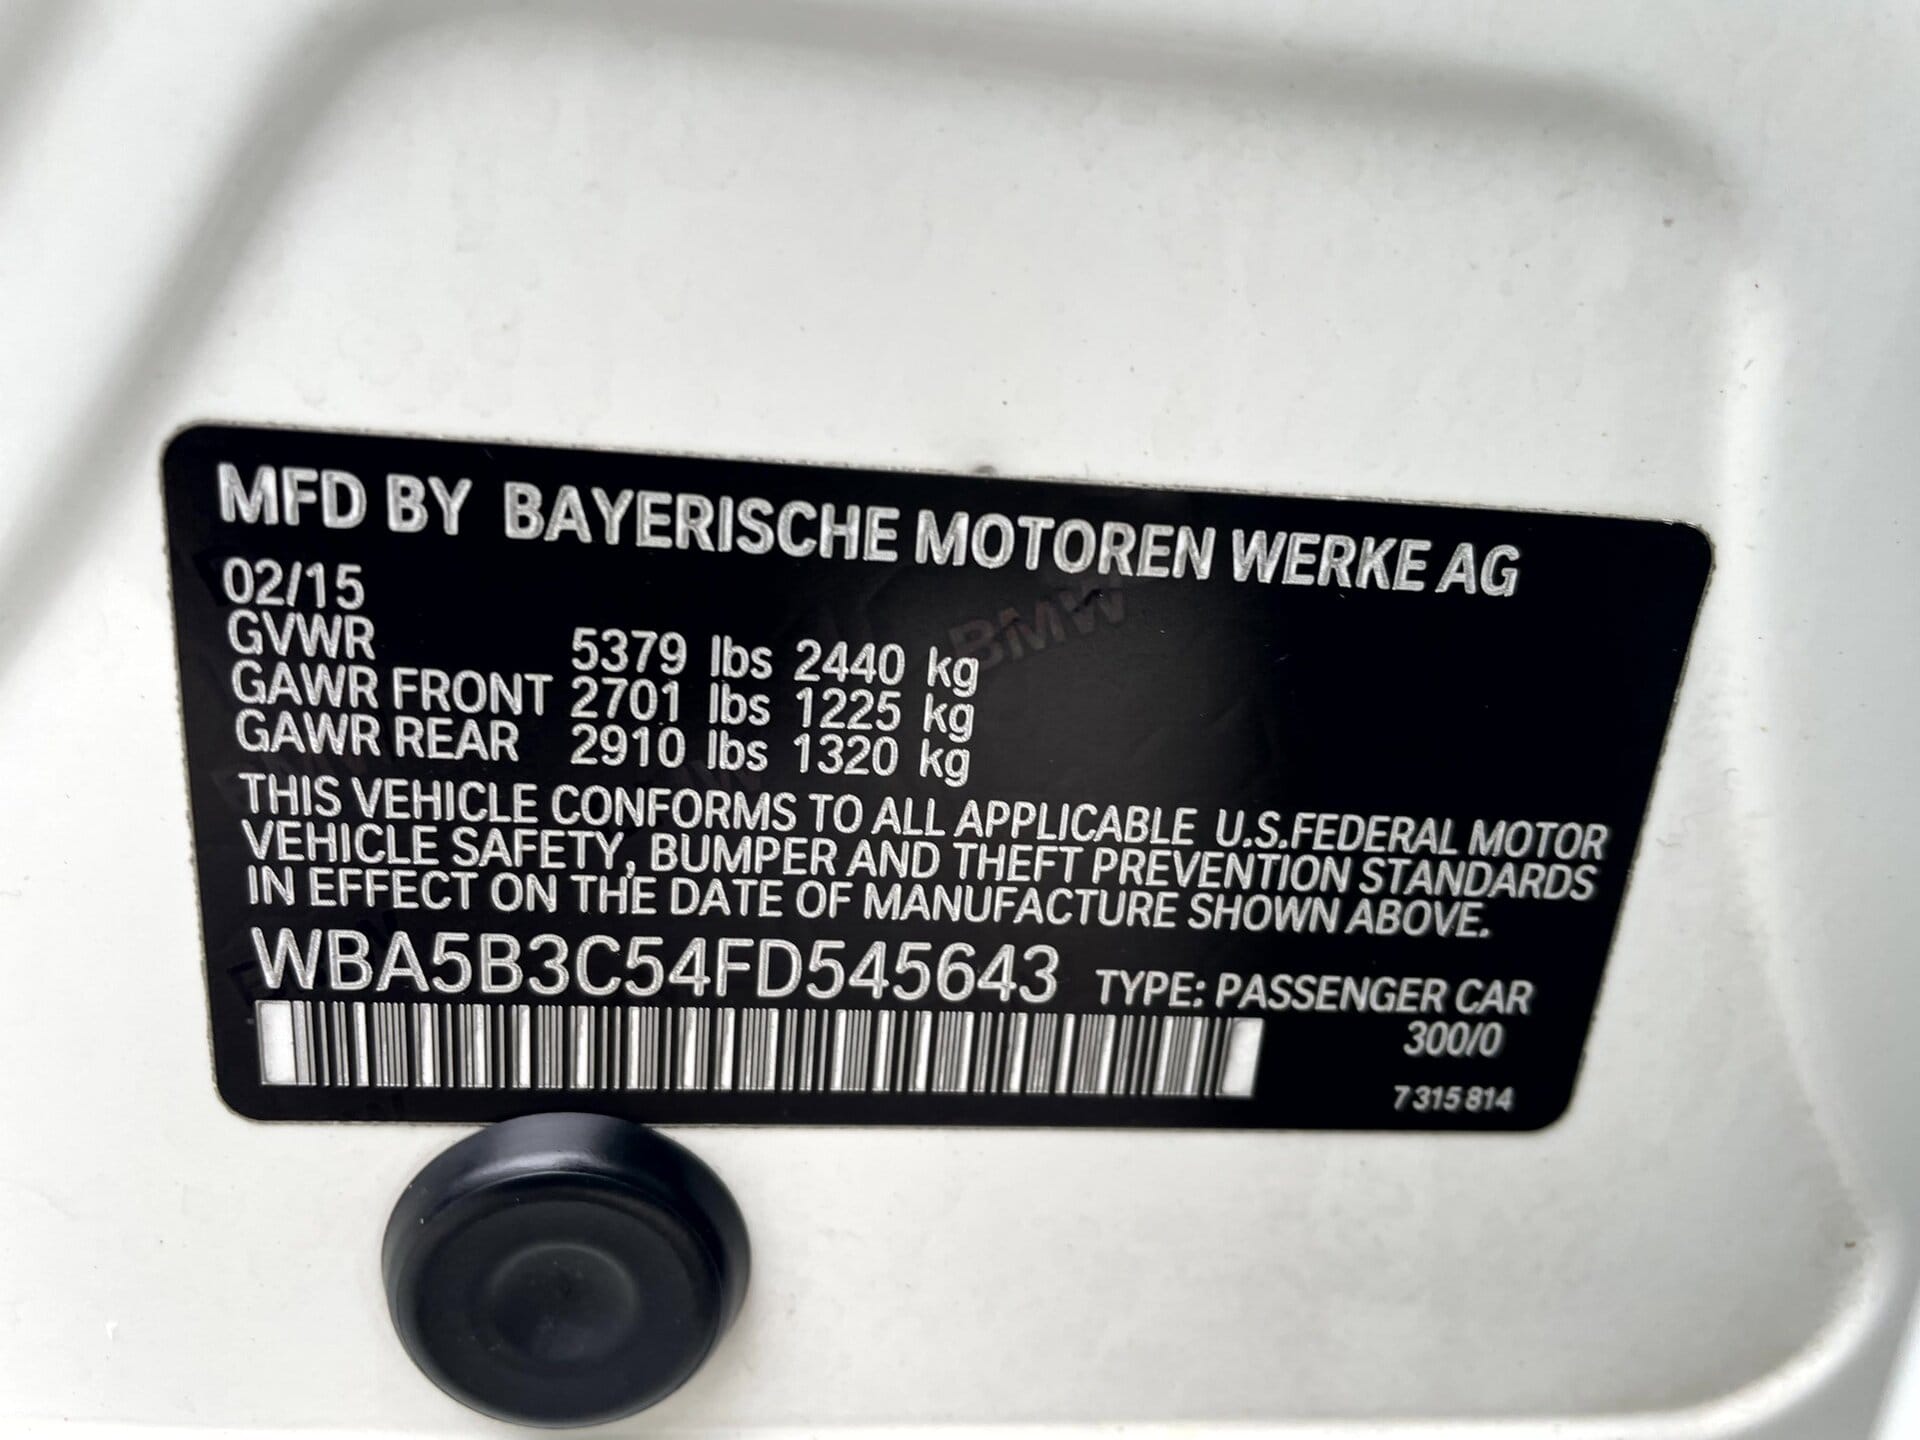 MFD BY BAYERISCHE MOTOREN WERKE AG
02/15
GVWR 5379 lbs 2440 kg
GAWR FRONT 2701 lbs 1225 kg
GAWR REAR 2910 lbs 1320 kg
THIS VEHICLE CONFORMS TO ALL APPLICABLE U.S.FEDERAL MOTOR
VEHICLE SAFETY, BUMPER AND THEFT PREVENTION STANDARDS
IN EFFECT ON THE DATE OF MANUFACTURE SHOWN ABOVE.
WBA5B3C54FD545643 TYPE: PASSENGER CAR
300/0
7 315 814
BMW